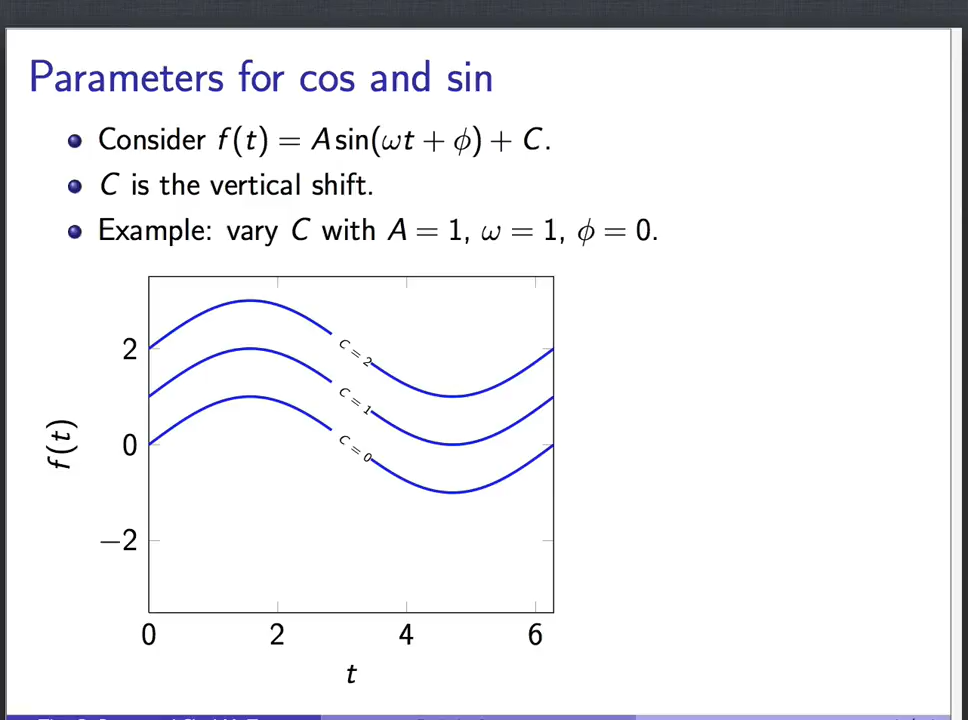 Parameters for cos and sin
Consider f(t) = A sin(ωt + ϕ) + C.
C is the vertical shift.
Example: vary C with A = 1, ω = 1, ϕ = 0.
C = 2
2
C = 1
f(t)
0
C = 0
−2
0 2 4 6
t